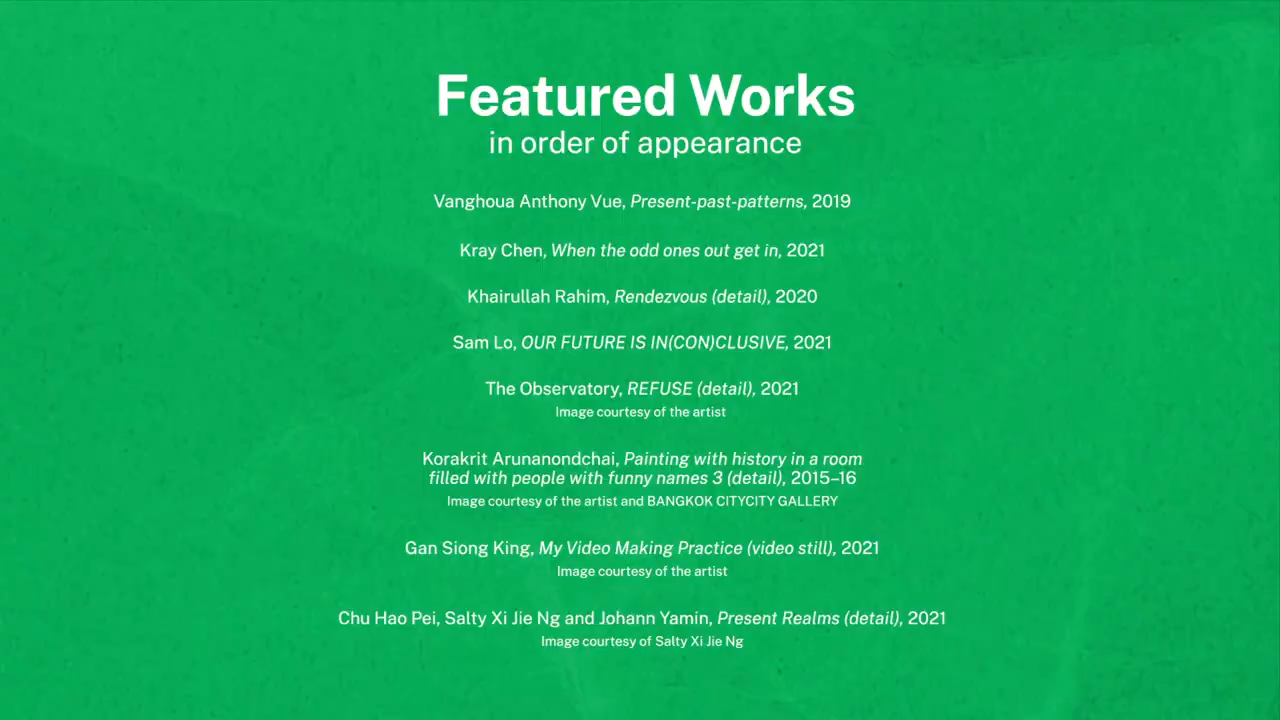 Featured Works
in order of appearance
Vanghoua Anthony Vue, Present-past-patterns, 2019
Kray Chen, When the odd ones out get in, 2021
Khairullah Rahim, Rendezvous (detail), 2020
Sam Lo, OUR FUTURE IS IN(CON)CLUSIVE, 2021
The Observatory, REFUSE (detail), 2021
Image courtesy of the artist
Korakrit Arunanondchai, Painting with history in a room
filled with people with funny names 3 (detail), 2015–16
Image courtesy of the artist and BANGKOK CITYCITY GALLERY
Gan Siong King, My Video Making Practice (video still), 2021
Image courtesy of the artist
Chu Hao Pei, Salty Xi Jie Ng and Johann Yamin, Present Realms (detail), 2021
Image courtesy of Salty Xi Jie Ng